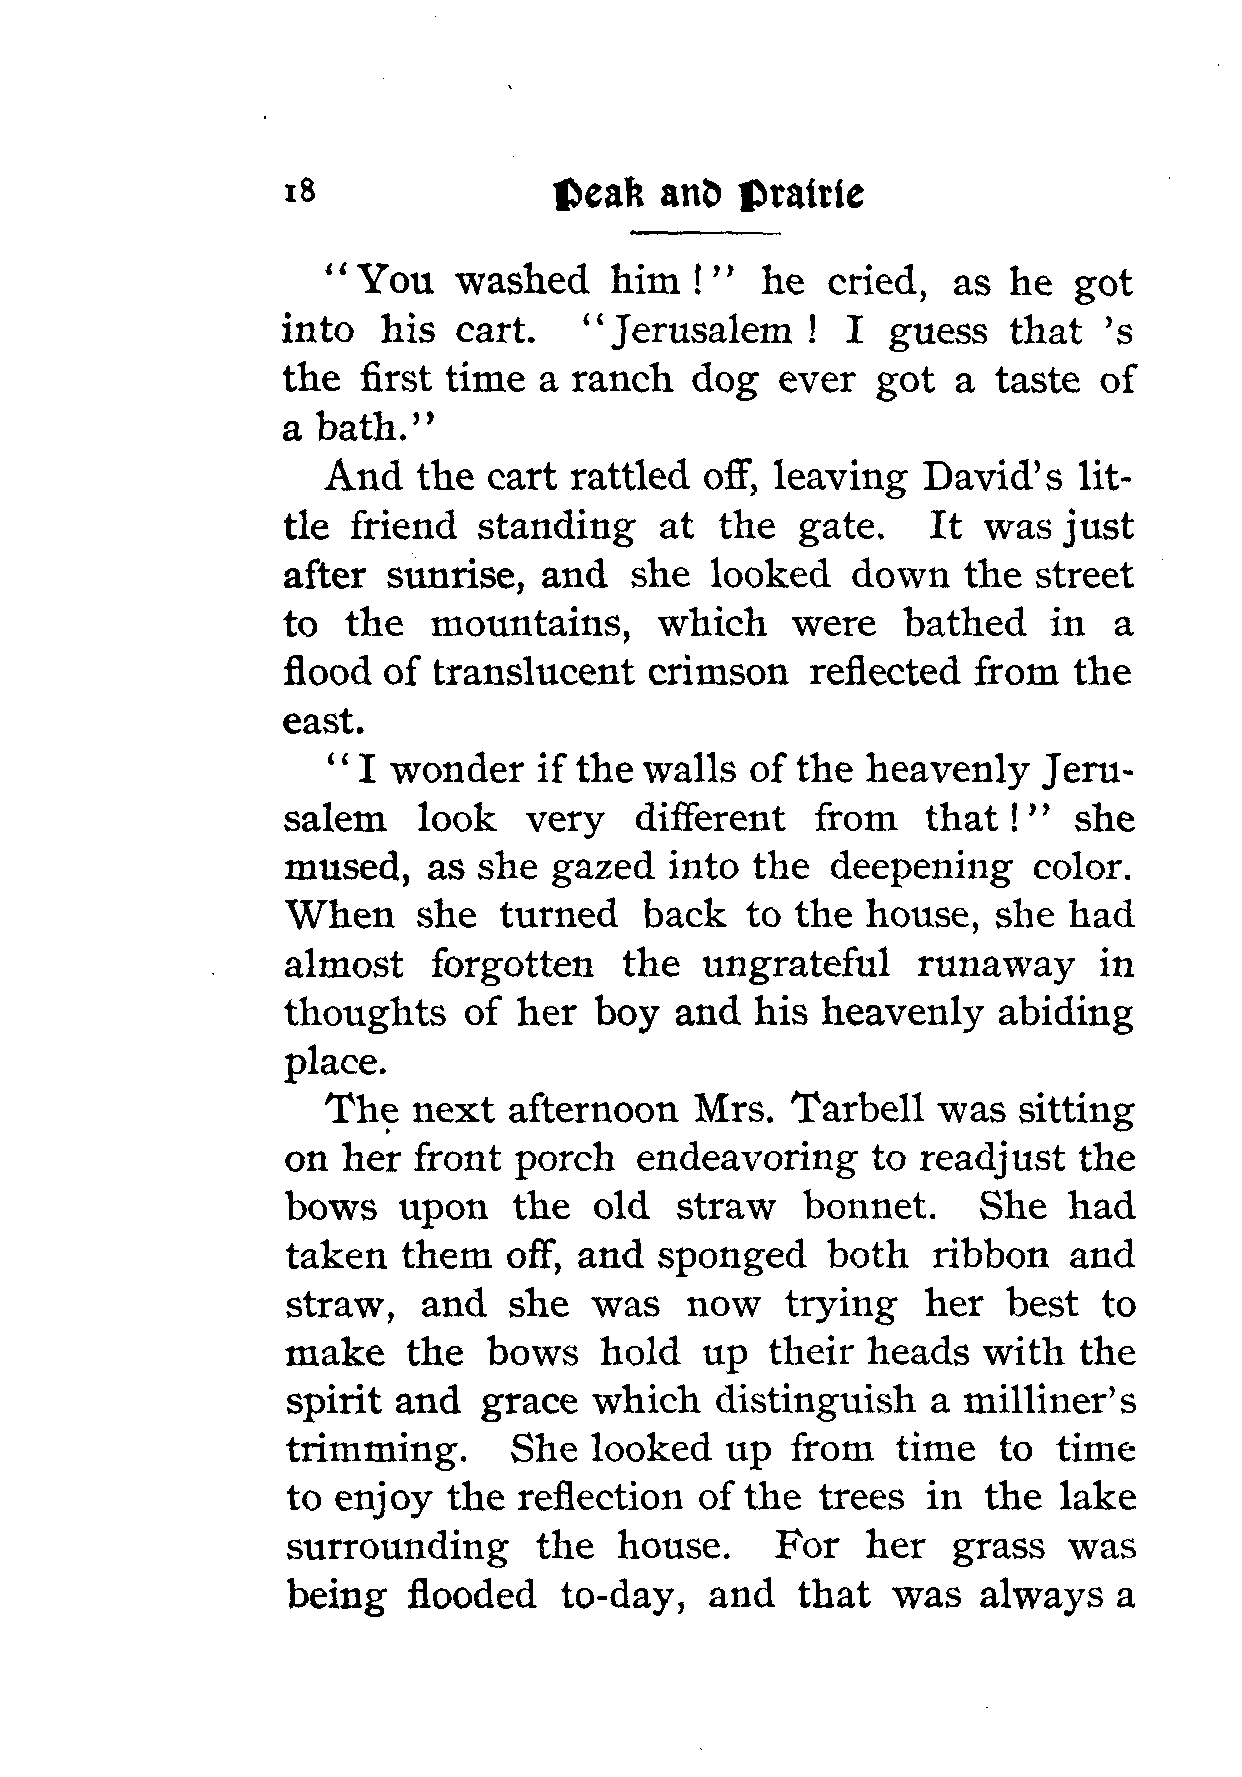 18 Peak and Prairie
"You washed him!" he cried, as he got
into his cart. "Jerusalem! I guess that 's
the first time a ranch dog ever got a taste of
a bath."
And the cart rattled off, leaving David's lit-
tle friend standing at the gate. It was just
after sunrise, and she looked down the street
to the mountains, which were bathed in a
flood of translucent crimson reflected from the
east.
"I wonder if the walls of the heavenly Jeru-
salem look very different from that!" she
mused, as she gazed into the deepening color.
When she turned back to the house, she had
almost forgotten the ungrateful runaway in
thoughts of her boy and his heavenly abiding
place.
The next afternoon Mrs. Tarbell was sitting
on her front porch endeavoring to readjust the
bows upon the old straw bonnet. She had
taken them off, and sponged both ribbon and
straw, and she was now trying her best to
make the bows hold up their heads with the
spirit and grace which distinguish a milliner's
trimming. She looked up from time to time
to enjoy the reflection of the trees in the lake
surrounding the house. For her grass was
being flooded to-day, and that was always a